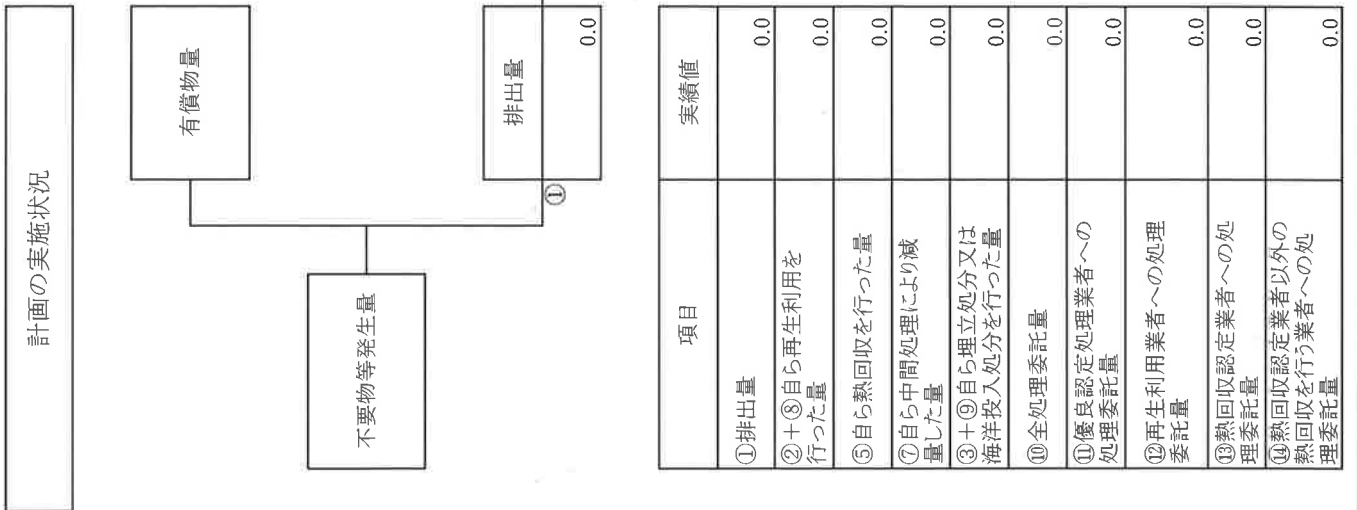 計画の実施状況
有償物量
不要物等発生量
排出量
0.0
①
項目
実績値
①排出量
0.0
②+⑧自ら再生利用を
行った量
0.0
⑤自ら熱回収を行った量
0.0
⑦自ら中間処理により減
量した量
0.0
③+⑨自ら埋立処分又は
海洋投入処分を行った量
0.0
⑩全処理委託量
0.0
⑪優良認定処理業者への
処理委託量
0.0
⑫再生利用業者への処理
委託量
0.0
⑬熱回収認定業者への処
理委託量
0.0
⑭熱回収認定業者以外の
熱回収を行う業者への処
理委託量
0.0